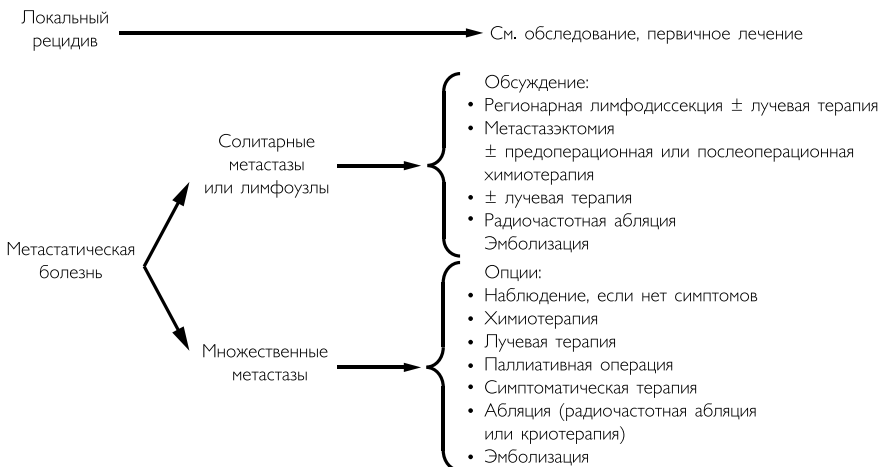 Локальный
рецидив
См. обследование, первичное лечение
Метастатическая
болезнь
Солитарные
метастазы
или лимфоузлы
Обсуждение:
• Регионарная лимфодиссекция ± лучевая терапия
• Метастазэктомия
± предоперационная или послеоперационная
химиотерапия
• ± лучевая терапия
• Радиочастотная абляция
Эмболизация
Множественные
метастазы
Опции:
• Наблюдение, если нет симптомов
• Химиотерапия
• Лучевая терапия
• Паллиативная операция
• Симптоматическая терапия
• Абляция (радиочастотная абляция
или криотерапия)
• Эмболизация